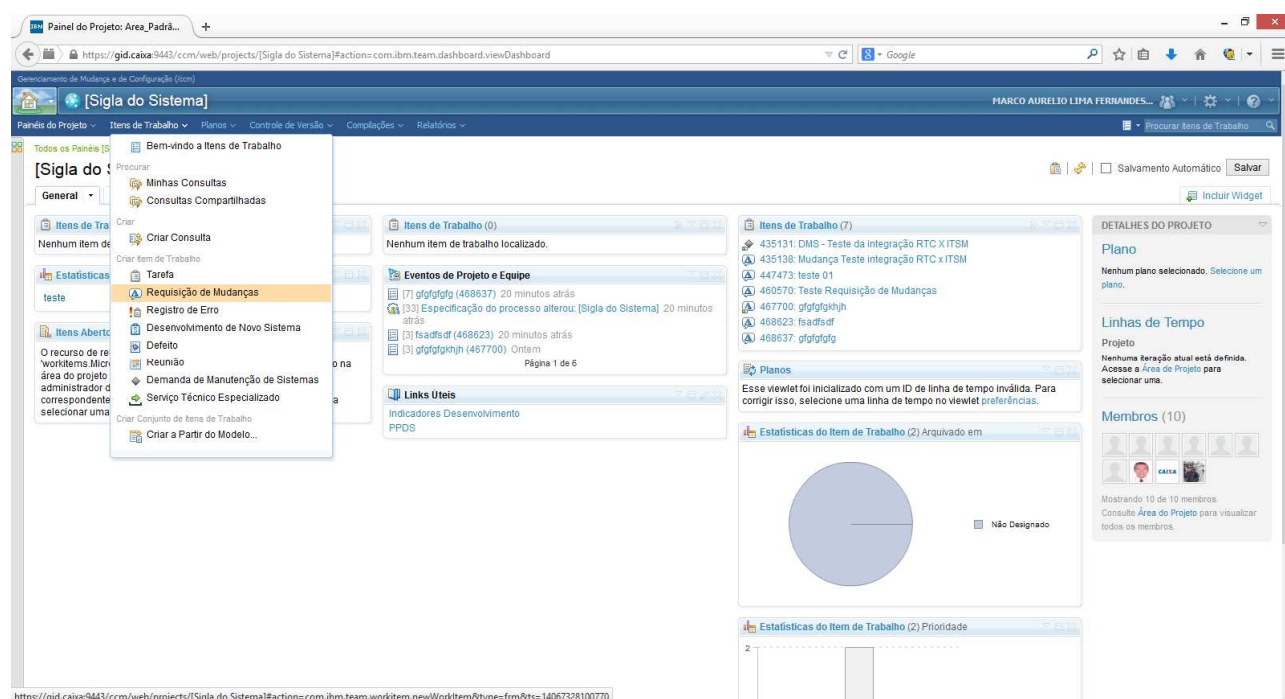 Painel do Projeto: Area_Padrã...
https://gid.caixa:9443/ccm/web/projects/[Sigla do Sistema]#action=com.ibm.team.dashboard.viewDashboard
Google
Gerenciamento de Mudança e de Configuração (/ccm)
[Sigla do Sistema]
MARCO AURELIO LIMA FERNANDES...
Painéis do Projeto
Itens de Trabalho
Planos
Controle de Versão
Compilações
Relatórios
Procurar Itens de Trabalho
Todos os Painéis [S
[Sigla do S
Salvamento Automático
Salvar
General
Incluir Widget
Bem-vindo a Itens de Trabalho
Procurar
Minhas Consultas
Consultas Compartilhadas
Criar
Criar Consulta
Criar Item de Trabalho
Tarefa
Requisição de Mudanças
Registro de Erro
Desenvolvimento de Novo Sistema
Defeito
Reunião
Demanda de Manutenção de Sistemas
Serviço Técnico Especializado
Criar Conjunto de Itens de Trabalho
Criar a Partir do Modelo...
Itens de Tra
Nenhum item de
Estatísticas
teste
Itens Aberto
O recurso de re
'workitems.Micr
área do projeto
administrador d
correspondente
selecionar uma
o na
a
Itens de Trabalho (0)
Nenhum item de trabalho localizado.
Eventos de Projeto e Equipe
[7] gfgfgfgfg (468637) 20 minutos atrás
[33] Especificação do processo alterou: [Sigla do Sistema] 20 minutos
atrás
[3] fsadfsdf (468623) 20 minutos atrás
[3] gfgfgfgkhjh (467700) Ontem
Página 1 de 6
Links Úteis
Indicadores Desenvolvimento
PPDS
Itens de Trabalho (7)
435131: DMS - Teste da integração RTC X ITSM
435138: Mudança Teste integração RTC x ITSM
447473: teste 01
460570: Teste Requisição de Mudanças
467700: gfgfgfgkhjh
468623: fsadfsdf
468637: gfgfgfgfg
Planos
Esse viewlet foi inicializado com um ID de linha de tempo inválida. Para
corrigir isso, selecione uma linha de tempo no viewlet preferências.
Estatísticas do Item de Trabalho (2) Arquivado em
Não Designado
Estatísticas do Item de Trabalho (2) Prioridade
2
DETALHES DO PROJETO
Plano
Nenhum plano selecionado. Selecione um
plano.
Linhas de Tempo
Projeto
Nenhuma iteração atual está definida.
Acesse a Área de Projeto para
selecionar uma.
Membros (10)
CAIXA
Mostrando 10 de 10 membros.
Consulte Área do Projeto para visualizar
todos os membros.
https://gid.caixa:9443/ccm/web/projects/[Sigla do Sistema]#action=com.ibm.team.workitem.newWorkItem&type=frm&ts=14067328100770